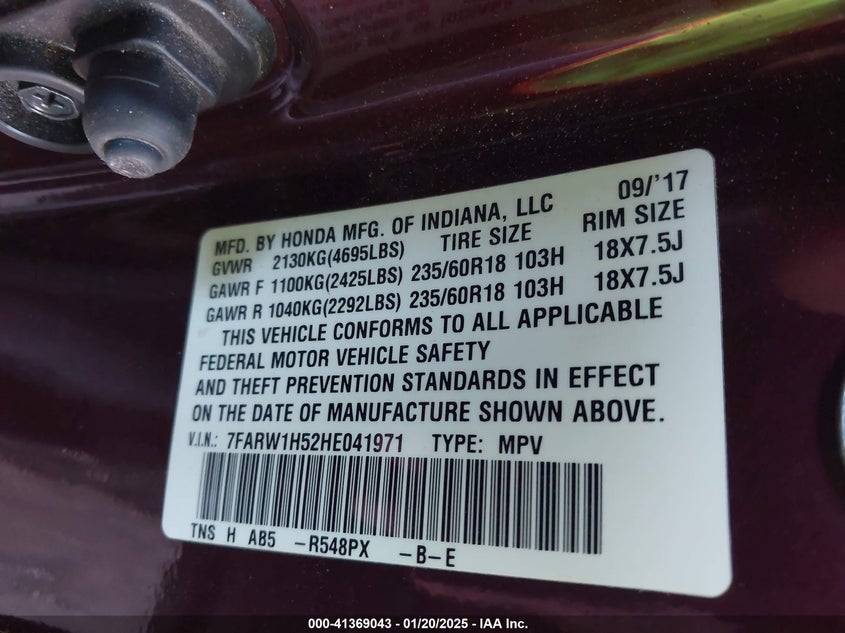 MFD. BY HONDA MFG. OF INDIANA, LLC 09/'17
GVWR 2130KG(4695LBS) TIRE SIZE RIM SIZE
GAWR F 1100KG(2425LBS) 235/60R18 103H 18X7.5J
GAWR R 1040KG(2292LBS) 235/60R18 103H 18X7.5J
THIS VEHICLE CONFORMS TO ALL APPLICABLE
FEDERAL MOTOR VEHICLE SAFETY
AND THEFT PREVENTION STANDARDS IN EFFECT
ON THE DATE OF MANUFACTURE SHOWN ABOVE.
V.I.N.: 7FARW1H52HE041971 TYPE: MPV
TNS H AB5 -R548PX -B-E
000-41369043 - 01/20/2025 - IAA Inc.